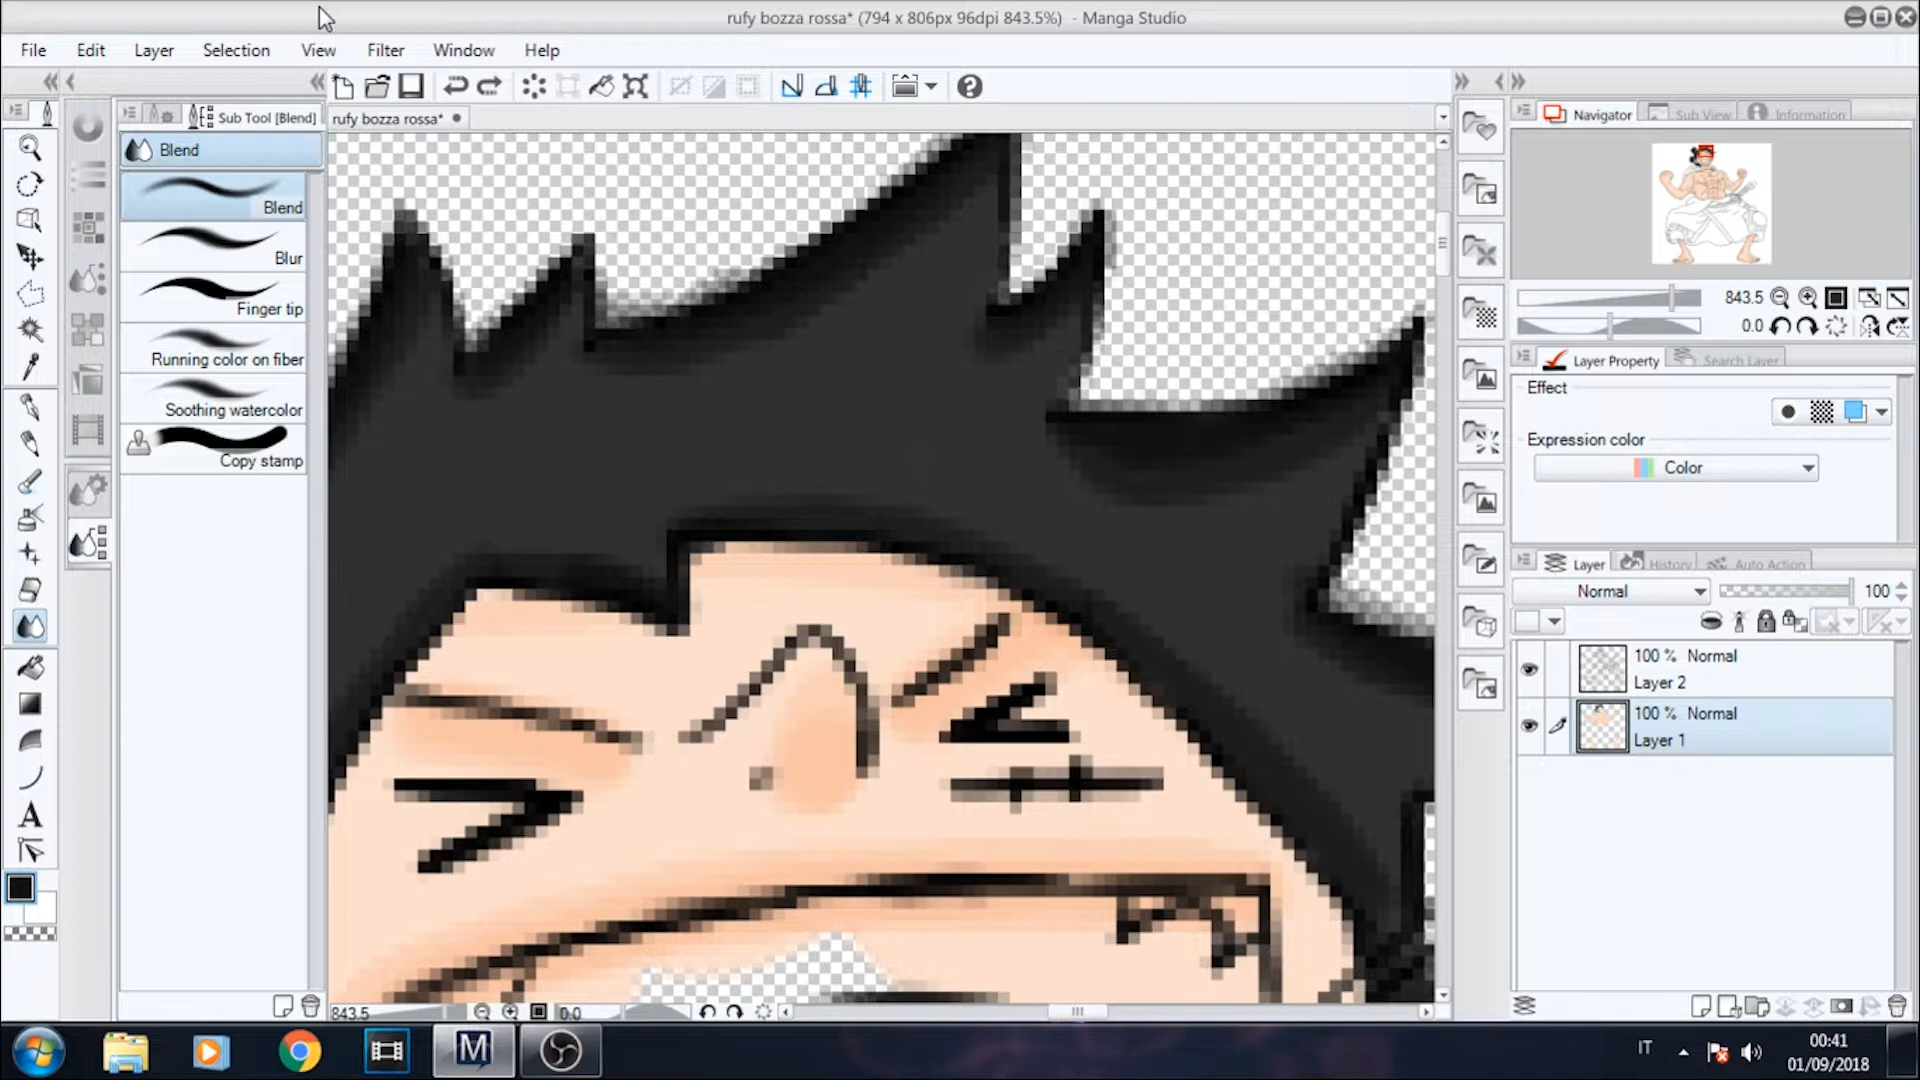 rufy bozza rossa* (794 x 806px 96dpi 843.5%)  - Manga Studio
File Edit Layer Selection View Filter Window Help
Sub Tool [Blend]
rufy bozza rossa*
Navigator Sub View Information
Blend
Blend
Blur
Finger tip
Running color on fiber
Soothing watercolor
Copy stamp
843.5
0.0
Layer Property Search Layer
Effect
Expression color
Color
Layer History Auto Action
Normal 100
100 % Normal
Layer 2
100 % Normal
Layer 1
A
843.5 0.0
M
IT
00:41
01/09/2018